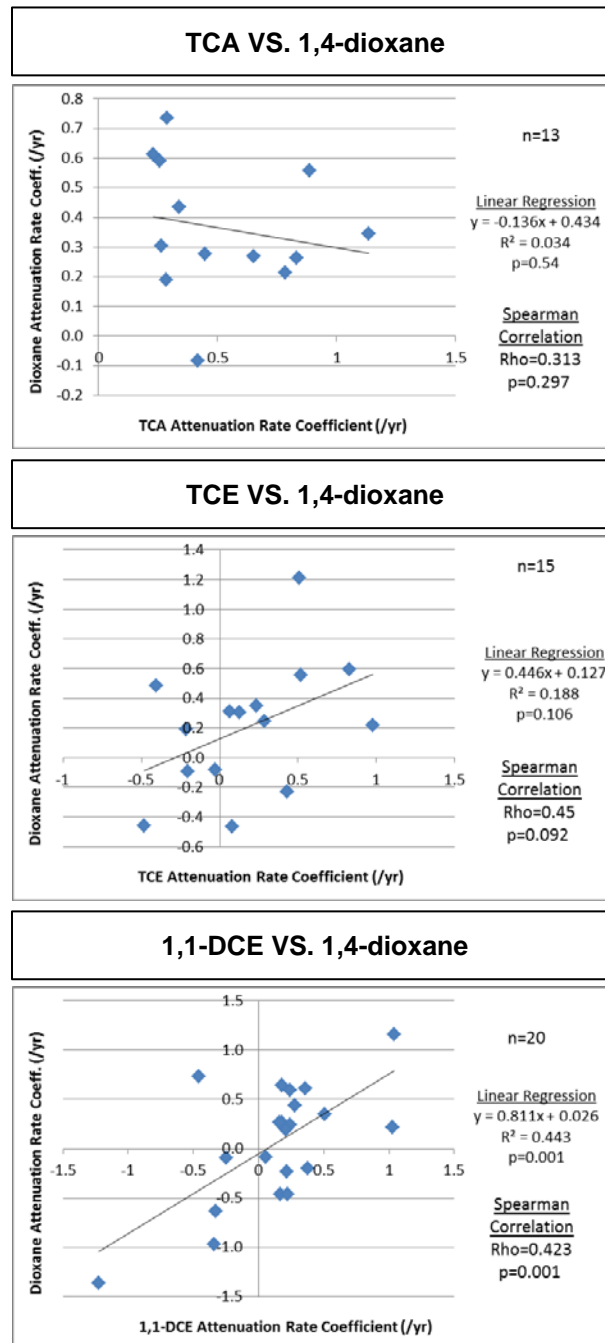 TCA VS. 1,4-dioxane
Dioxane Attenuation Rate Coeff. (/yr)
0.8
0.7
0.6
0.5
0.4
0.3
0.2
0.1
0.0
-0.1
-0.2
0 0.5 1 1.5
TCA Attenuation Rate Coefficient (/yr)
n=13
Linear Regression
y = -0.136x + 0.434
R² = 0.034
p=0.54
Spearman
Correlation
Rho=0.313
p=0.297
TCE VS. 1,4-dioxane
Dioxane Attenuation Rate Coeff. (/yr)
1.4
1.2
1.0
0.8
0.6
0.4
0.2
0.0
-0.2
-0.4
-0.6
-1 -0.5 0 0.5 1 1.5
TCE Attenuation Rate Coefficient (/yr)
n=15
Linear Regression
y = 0.446x + 0.127
R² = 0.188
p=0.106
Spearman
Correlation
Rho=0.45
p=0.092
1,1-DCE VS. 1,4-dioxane
Dioxane Attenuation Rate Coeff. (/yr)
1.5
1.0
0.5
0.0
-0.5
-1.0
-1.5
-1.5 -1 -0.5 0 0.5 1 1.5
1,1-DCE Attenuation Rate Coefficient (/yr)
n=20
Linear Regression
y = 0.811x + 0.026
R² = 0.443
p=0.001
Spearman
Correlation
Rho=0.423
p=0.001